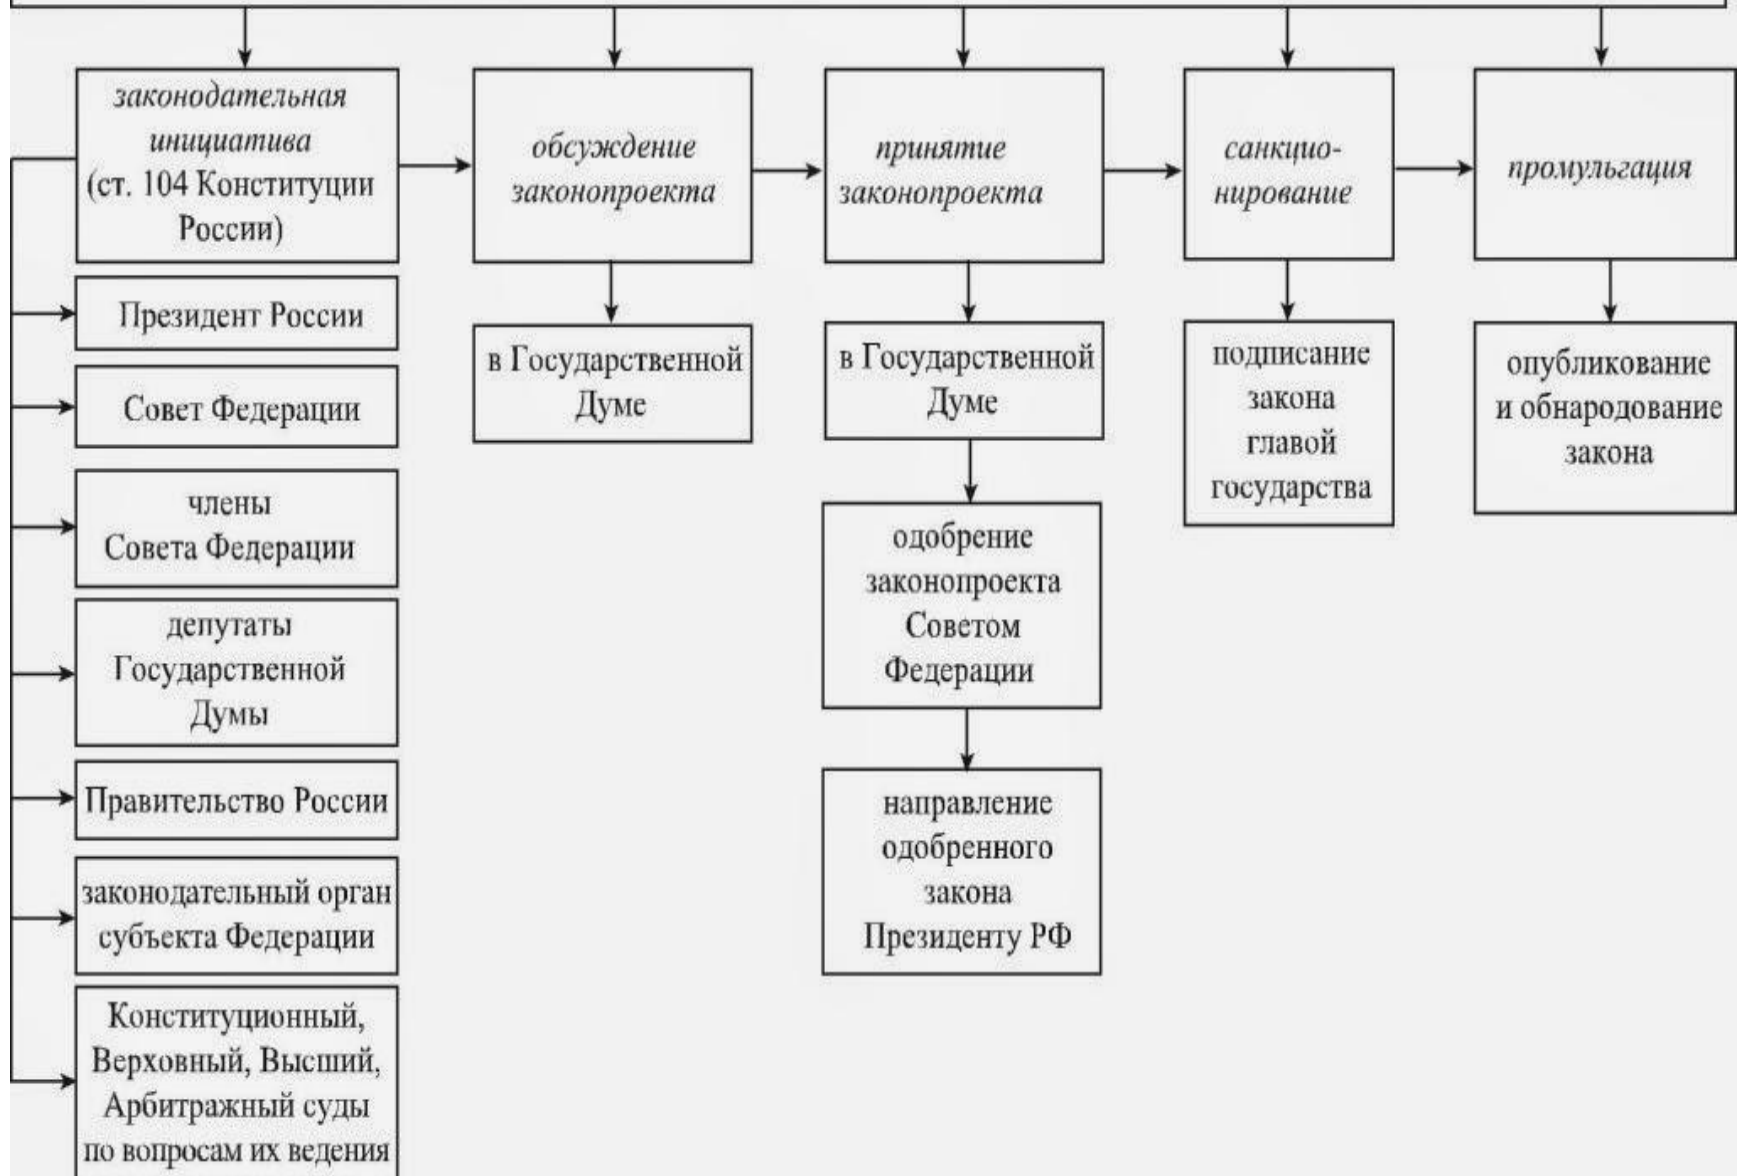 законодательная
инициатива
(ст. 104 Конституции
России)
Президент России
Совет Федерации
члены
Совета Федерации
депутаты
Государственной
Думы
Правительство России
законодательный орган
субъекта Федерации
Конституционный,
Верховный, Высший,
Арбитражный суды
по вопросам их ведения
обсуждение
законопроекта
в Государственной
Думе
принятие
законопроекта
в Государственной
Думе
одобрение
законопроекта
Советом
Федерации
направление
одобренного
закона
Президенту РФ
санкцио-
нирование
подписание
закона
главой
государства
промульгация
опубликование
и обнародование
закона